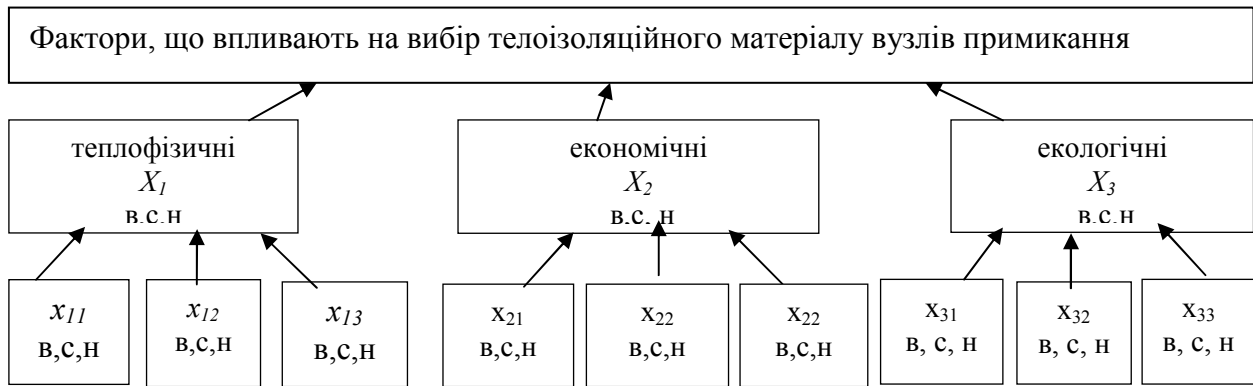 Фактори, що впливають на вибір телоізоляційного матеріалу вузлів примикання
теплофізичні
X₁
в,с,н
економічні
X₂
в,с, н
екологічні
X₃
в,с,н
x₁₁
в,с,н
x₁₂
в,с,н
x₁₃
в,с,н
x₂₁
в,с,н
x₂₂
в,с,н
x₂₂
в,с,н
x₃₁
в, с, н
x₃₂
в, с, н
x₃₃
в, с, н